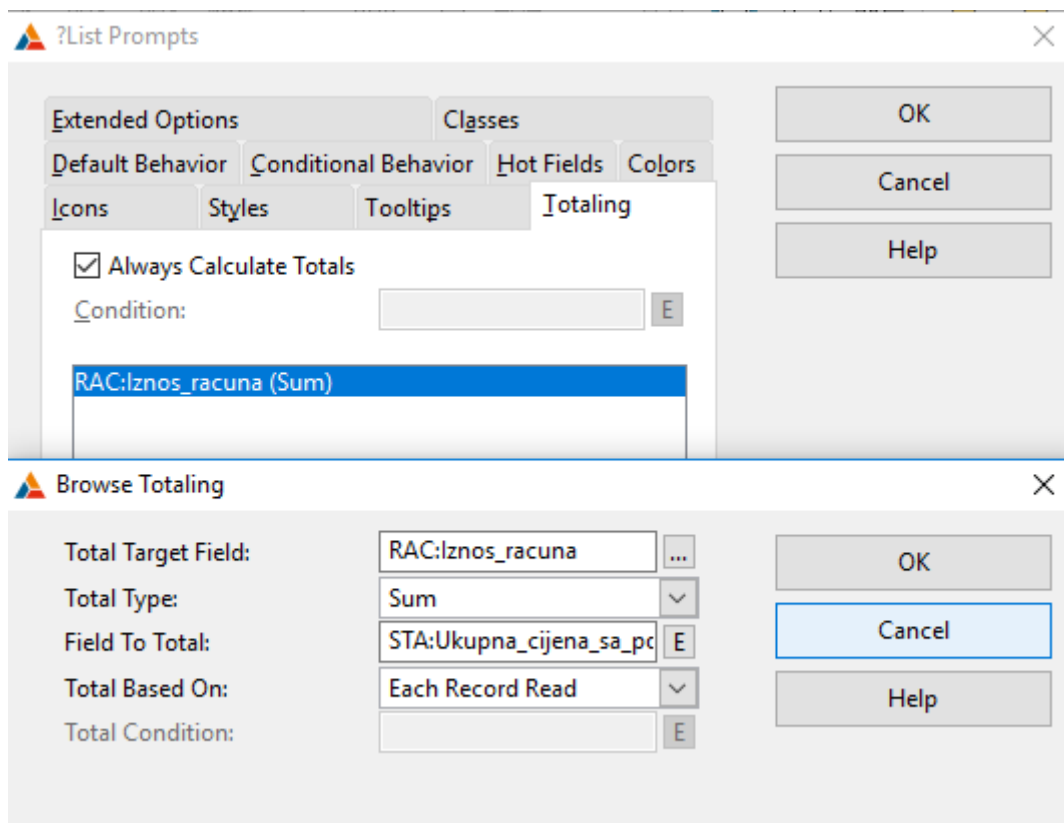 ?List Prompts
Extended Options Classes
Default Behavior Conditional Behavior Hot Fields Colors
Icons Styles Tooltips Totaling
OK
Cancel
Help
Always Calculate Totals
Condition: E
RAC:Iznos_racuna (Sum)
Browse Totaling
Total Target Field: RAC:Iznos_racuna ...
Total Type: Sum
Field To Total: STA:Ukupna_cijena_sa_pc E
Total Based On: Each Record Read
Total Condition: E
OK
Cancel
Help